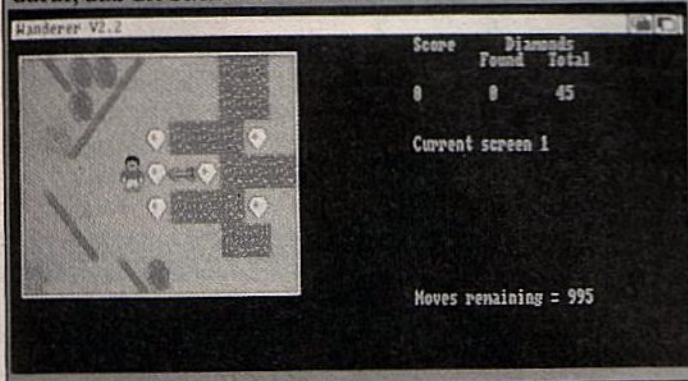 Wanderer V2.2
Score Diamonds
Found Total
0 0 45
Current screen 1
Moves remaining = 995